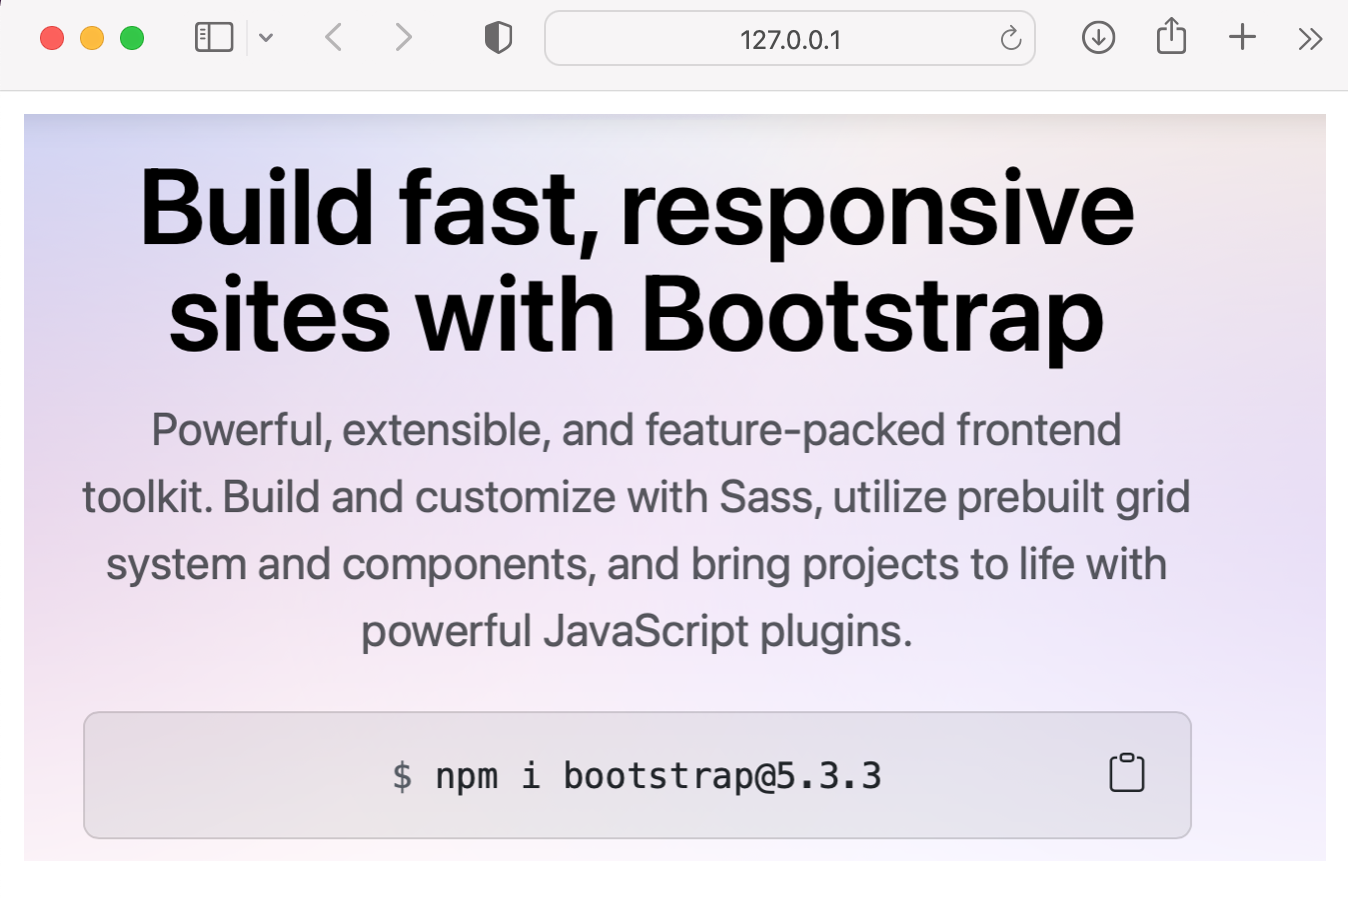 127.0.0.1
Build fast, responsive
sites with Bootstrap
Powerful, extensible, and feature-packed frontend
toolkit. Build and customize with Sass, utilize prebuilt grid
system and components, and bring projects to life with
powerful JavaScript plugins.
$ npm i bootstrap@5.3.3